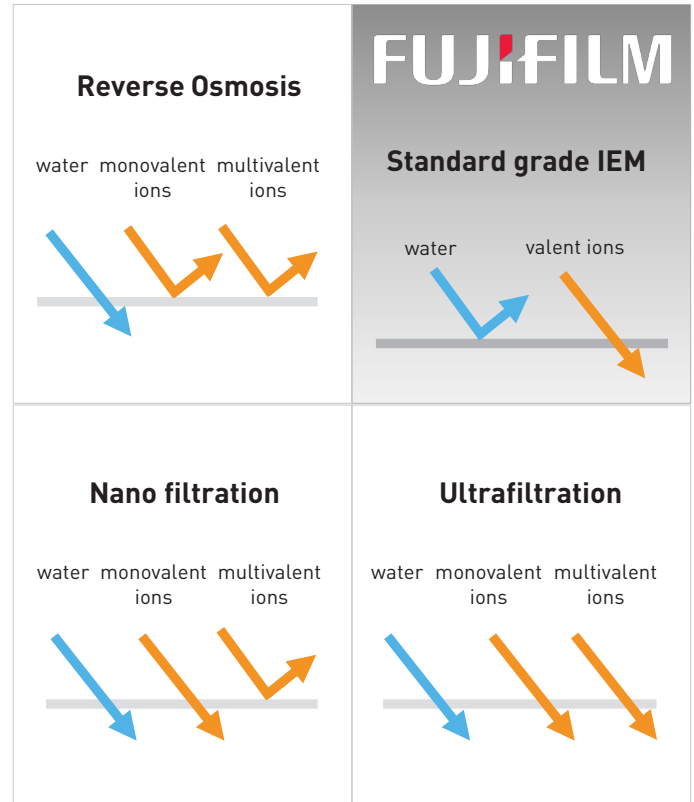 Reverse Osmosis
water monovalent multivalent
ions ions
FUJIFILM
Standard grade IEM
water valent ions
Nano filtration
water monovalent multivalent
ions ions
Ultrafiltration
water monovalent multivalent
ions ions